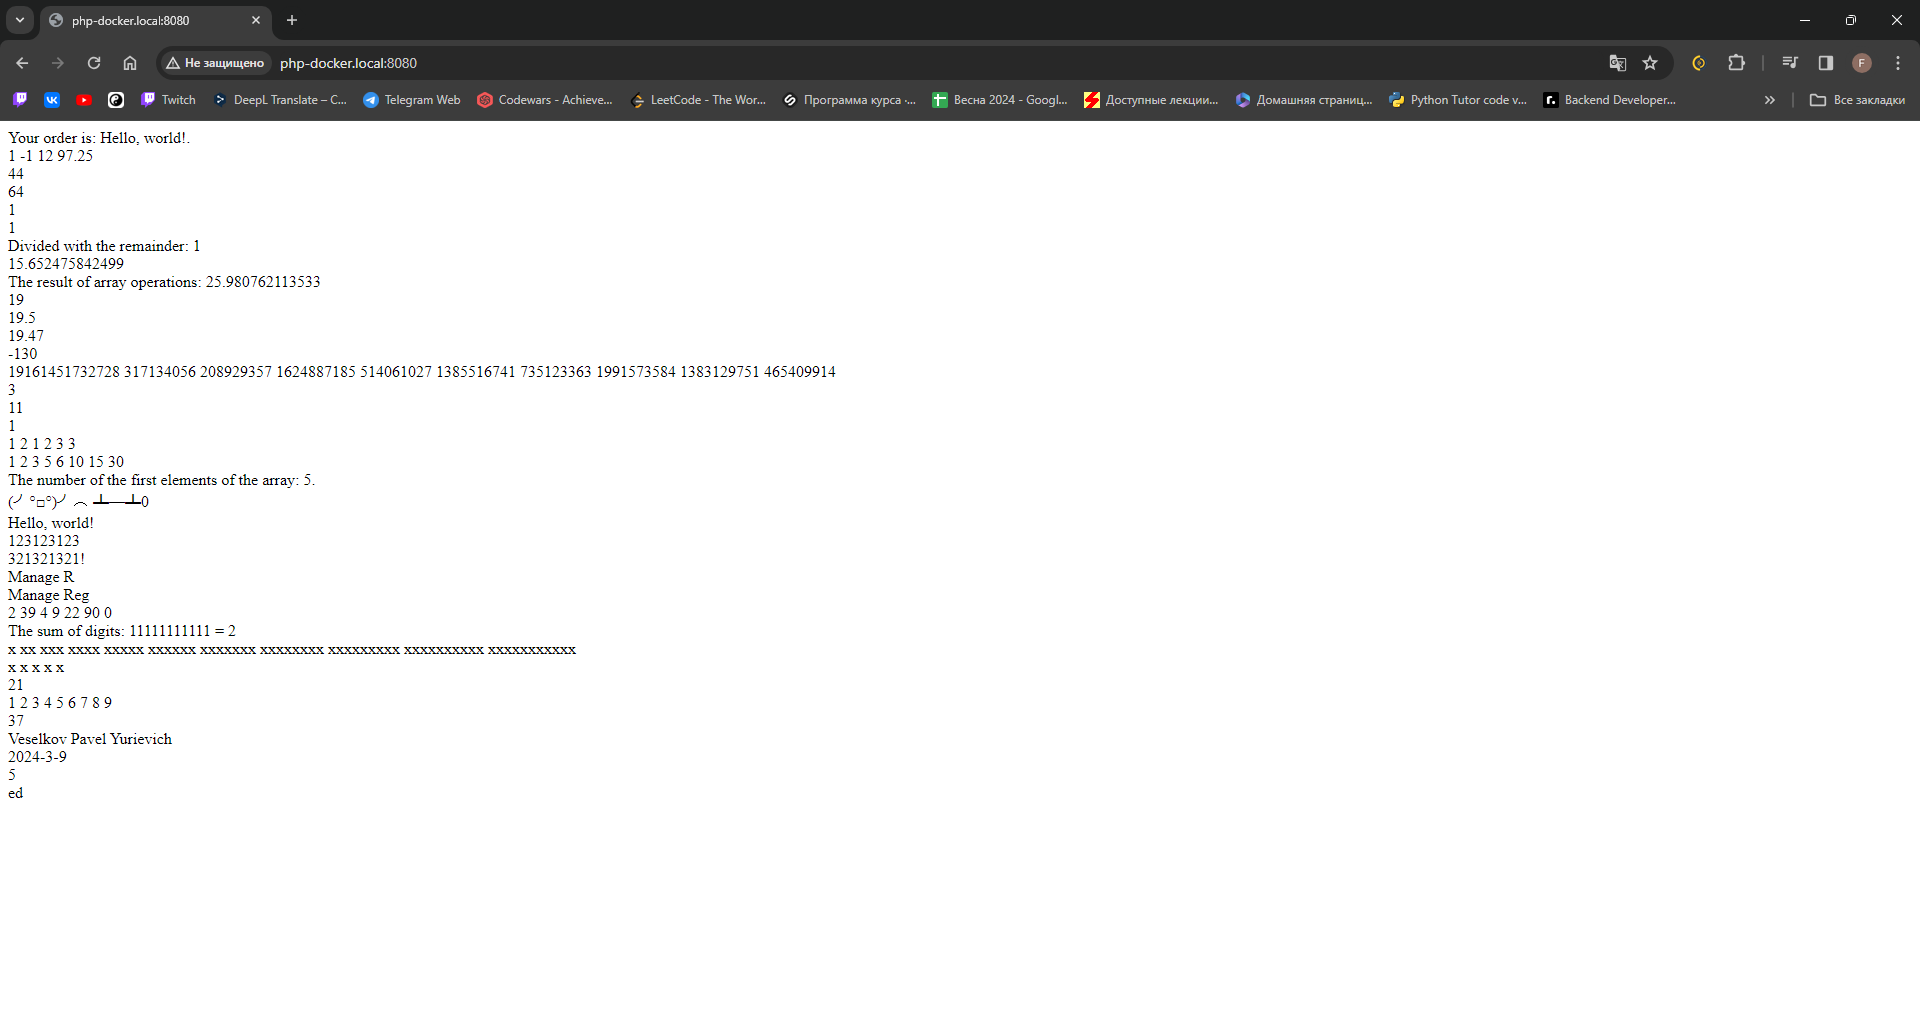 php-docker.local:8080
Не защищено php-docker.local:8080 F
Twitch DeepL Translate – C... Telegram Web Codewars - Achieve... LeetCode - The Wor... Программа курса -... Весна 2024 - Googl... Доступные лекции... Домашняя страниц... Python Tutor code v... Backend Developer... Все закладки
Your order is: Hello, world!.
1 -1 12 97.25
44
64
1
1
Divided with the remainder: 1
15.652475842499
The result of array operations: 25.980762113533
19
19.5
19.47
-130
19161451732728 317134056 208929357 1624887185 514061027 1385516741 735123363 1991573584 1383129751 465409914
3
11
1
1 2 1 2 3 3
1 2 3 5 6 10 15 30
The number of the first elements of the array: 5.
(╯°□°)╯︵ ┻━┻0
Hello, world!
123123123
321321321!
Manage R
Manage Reg
2 39 4 9 22 90 0
The sum of digits: 11111111111 = 2
x xx xxx xxxx xxxxx xxxxxx xxxxxxx xxxxxxxx xxxxxxxxx xxxxxxxxxx xxxxxxxxxxx
x x x x x
21
1 2 3 4 5 6 7 8 9
37
Veselkov Pavel Yurievich
2024-3-9
5
ed